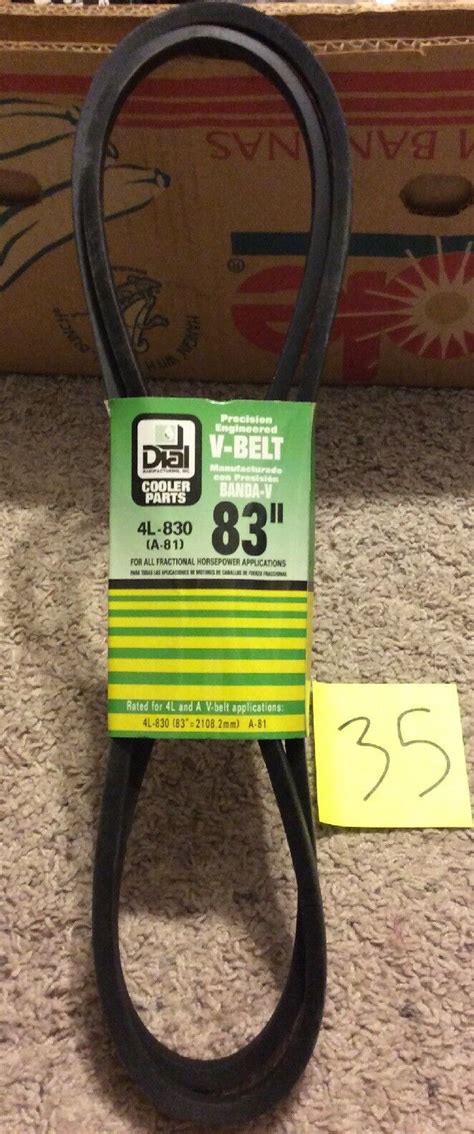 M BANANAS
®
Dial
MANUFACTURING, INC.
COOLER
PARTS
Precision
Engineered
V-BELT
Manufacturado
con Precisión
BANDA-V
4L-830
(A-81)
83"
FOR ALL FRACTIONAL HORSEPOWER APPLICATIONS
PARA TODAS LAS APLICACIONES DE MOTORES DE CABALLOS DE FUERZA FRACCIONAL
Rated for 4L and A V-belt applications:
4L-830 (83"=2108.2mm) A-81
35